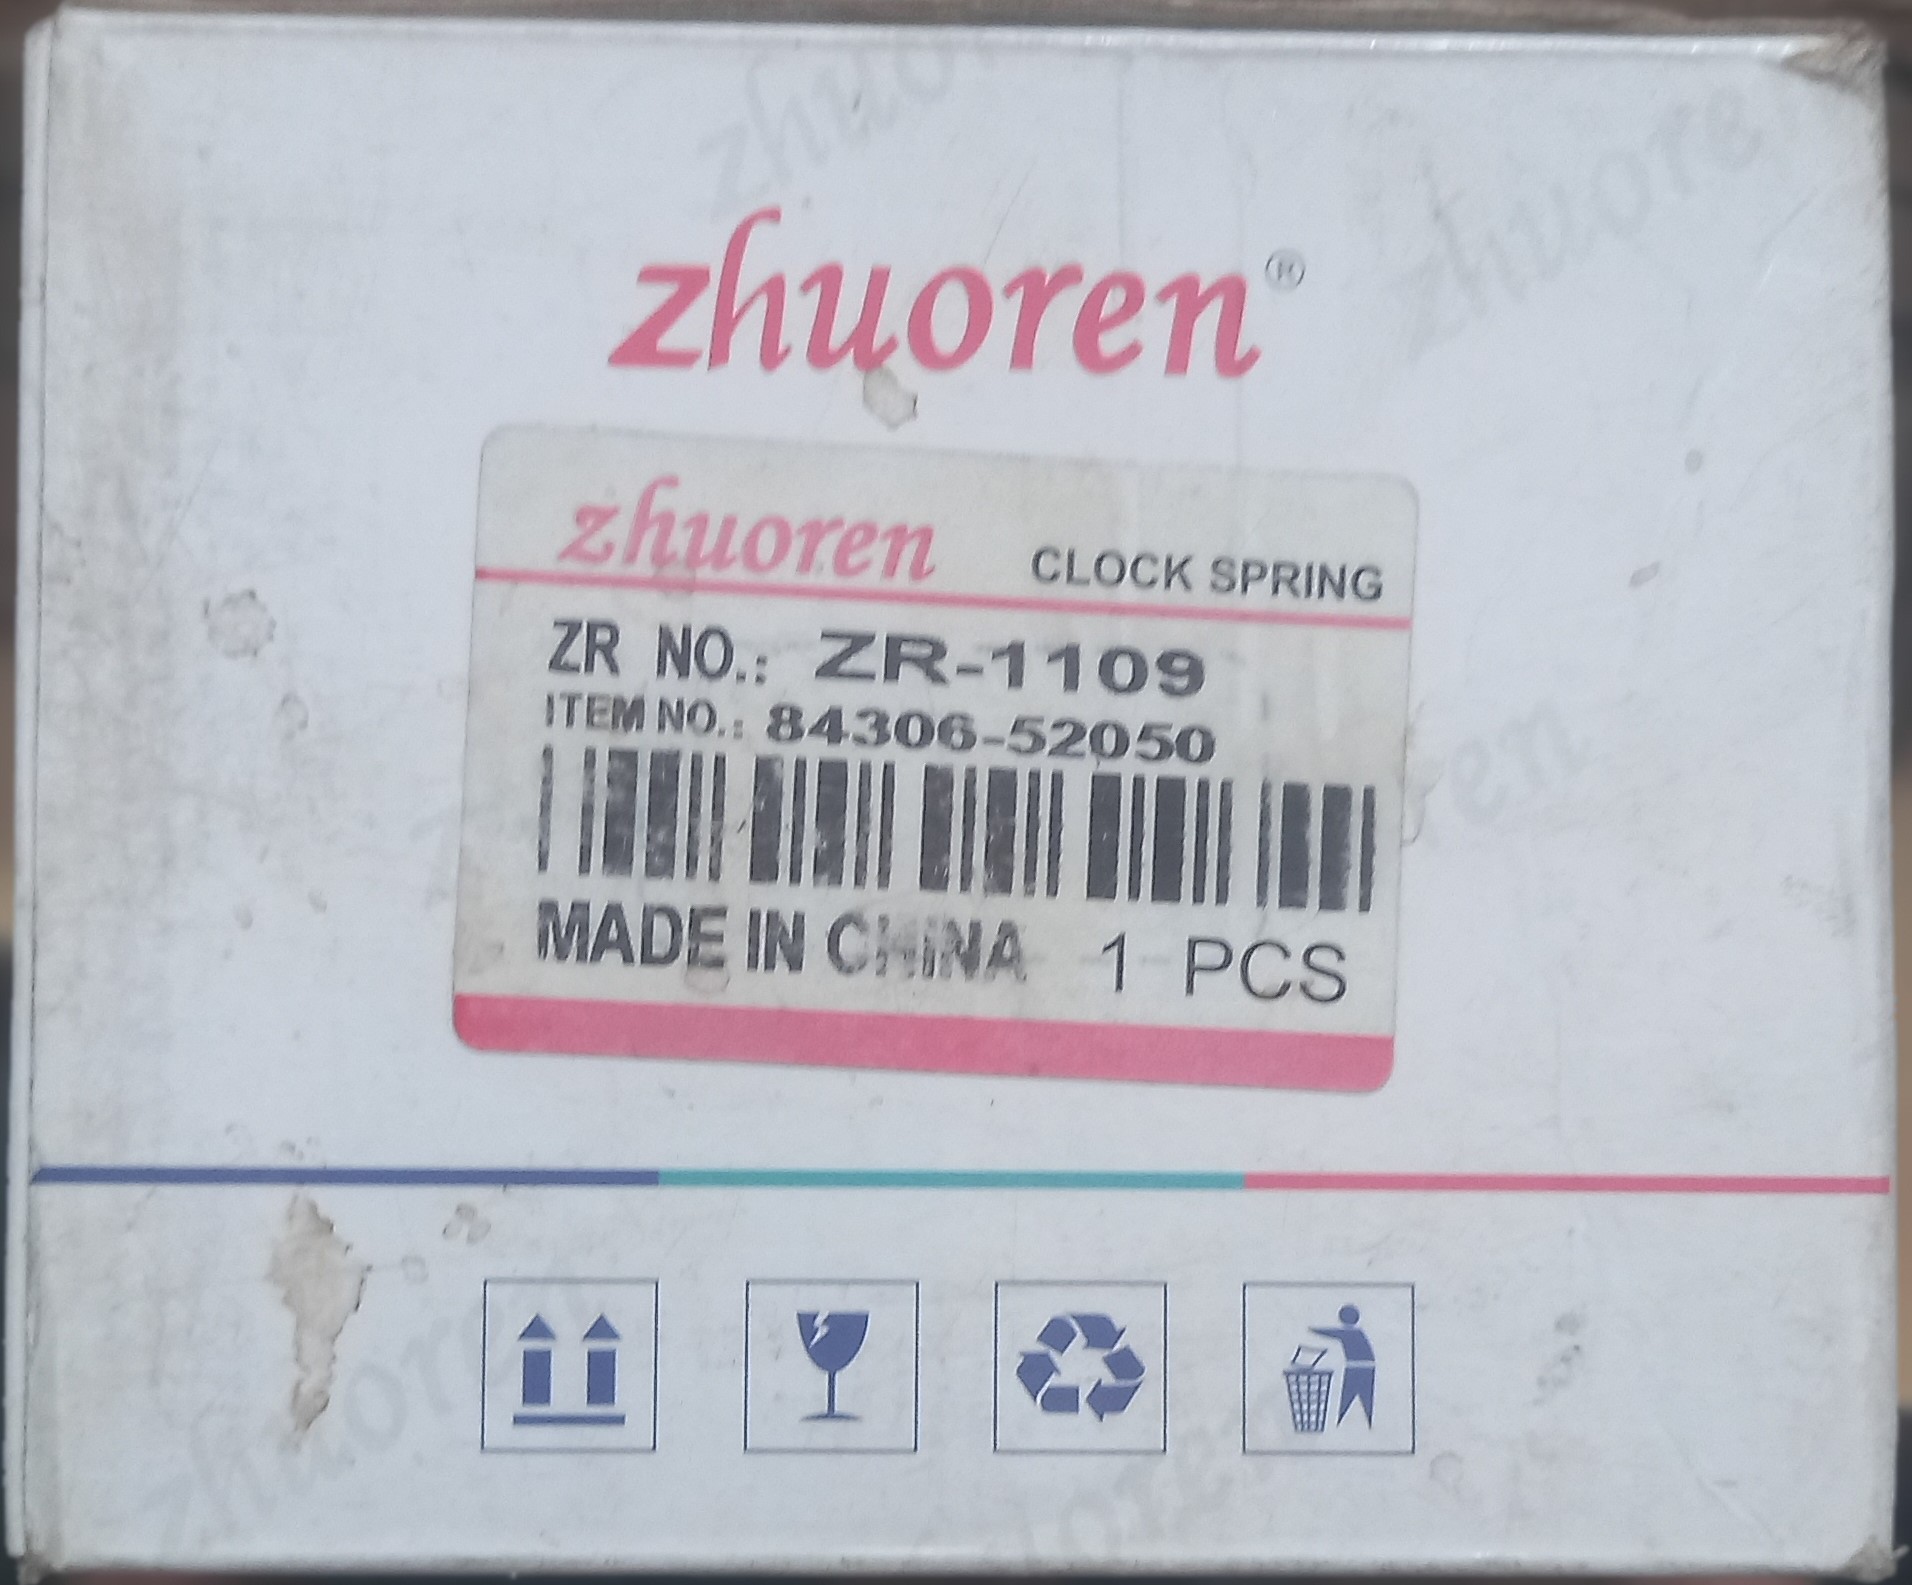 zhuoren®
zhuoren CLOCK SPRING
ZR NO.: ZR-1109
ITEM NO.: 84306-52050
MADE IN CHINA 1 PCS